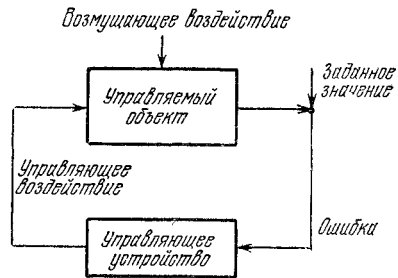 Возмущающее воздействие
Заданное
значение
Управляемый
объект
Управляющее
воздействие
Ошибка
Управляющее
устройство